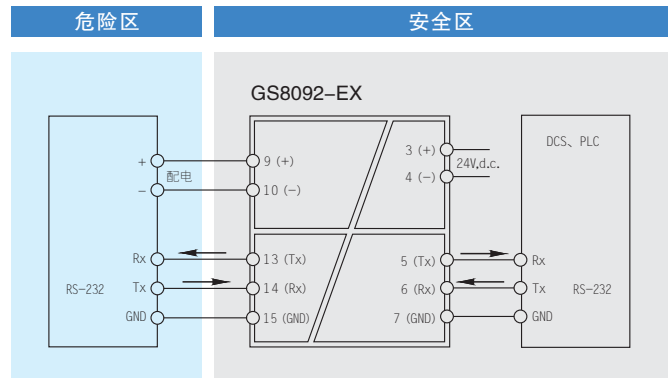 危险区
安全区
GS8092-EX
DCS、PLC
+
配电
-
9 (+)
10 (-)
3 (+)
24V,d.c.
4 (-)
Rx
13 (Tx)
5 (Tx)
Rx
RS-232
Tx
14 (Rx)
6 (Rx)
Tx
RS-232
GND
15 (GND)
7 (GND)
GND